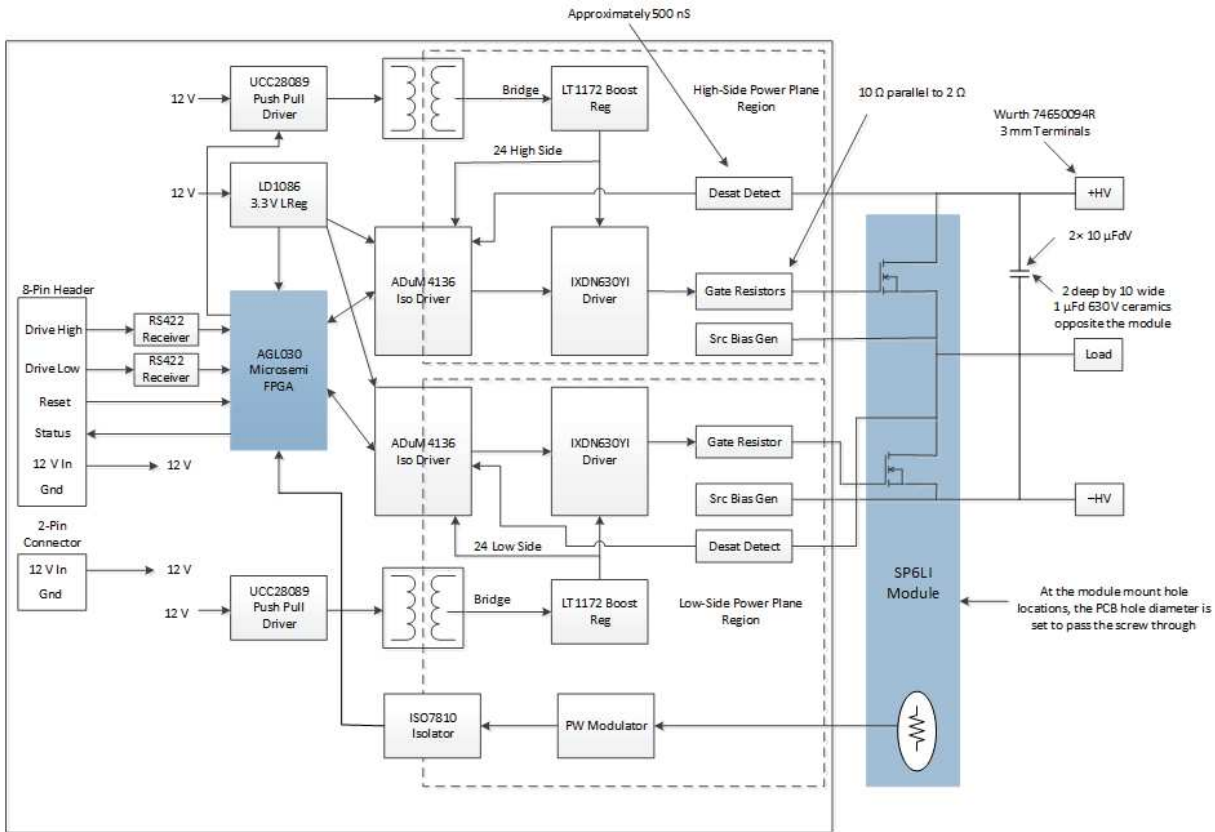 Approximately 500 nS
UCC28089
Push Pull
Driver
12 V
Bridge
LT1172 Boost
Reg
High-Side Power Plane
Region
10 Ω parallel to 2 Ω
Wurth 74650094R
3 mm Terminals
24 High Side
12 V
LD1086
3.3 V LReg
Desat Detect
+HV
ADuM4136
Iso Driver
IXDN630YI
Driver
Gate Resistors
Src Bias Gen
2× 10 µFdV
2 deep by 10 wide
1 µFd 630 V ceramics
opposite the module
Load
8-Pin Header
Drive High
RS422
Receiver
Drive Low
RS422
Receiver
Reset
Status
12 V In
12 V
Gnd
AGL030
Microsemi
FPGA
ADuM4136
Iso Driver
IXDN630YI
Driver
Gate Resistor
Src Bias Gen
−HV
Desat Detect
24 Low Side
2-Pin
Connector
12 V In
12 V
Gnd
12 V
UCC28089
Push Pull
Driver
Bridge
LT1172 Boost
Reg
Low-Side Power Plane
Region
SP6LI
Module
At the module mount hole
locations, the PCB hole diameter is
set to pass the screw through
ISO7810
Isolator
PW Modulator